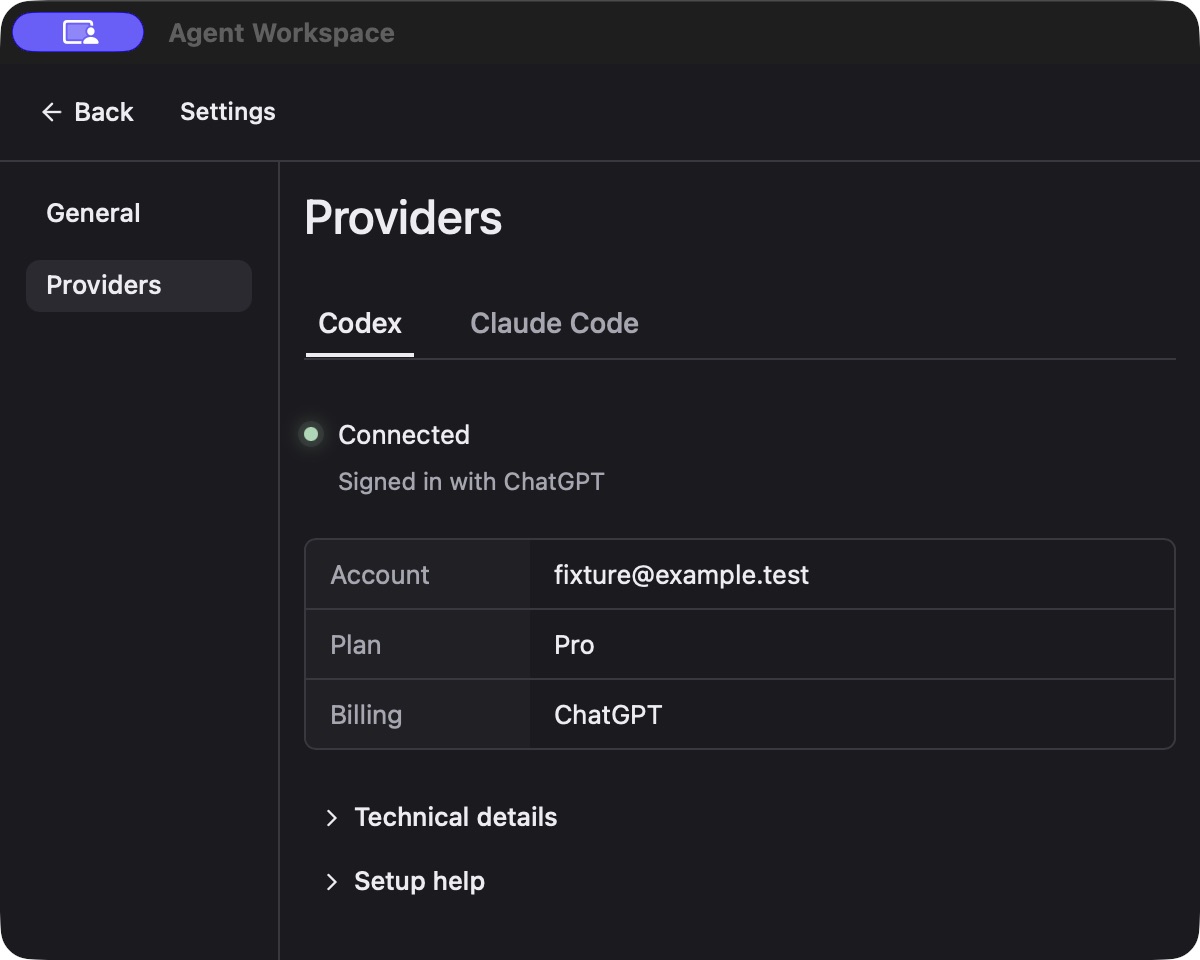 Agent Workspace
← Back Settings
General
Providers
Providers
Codex Claude Code
Connected
Signed in with ChatGPT
Account fixture@example.test
Plan Pro
Billing ChatGPT
Technical details
Setup help